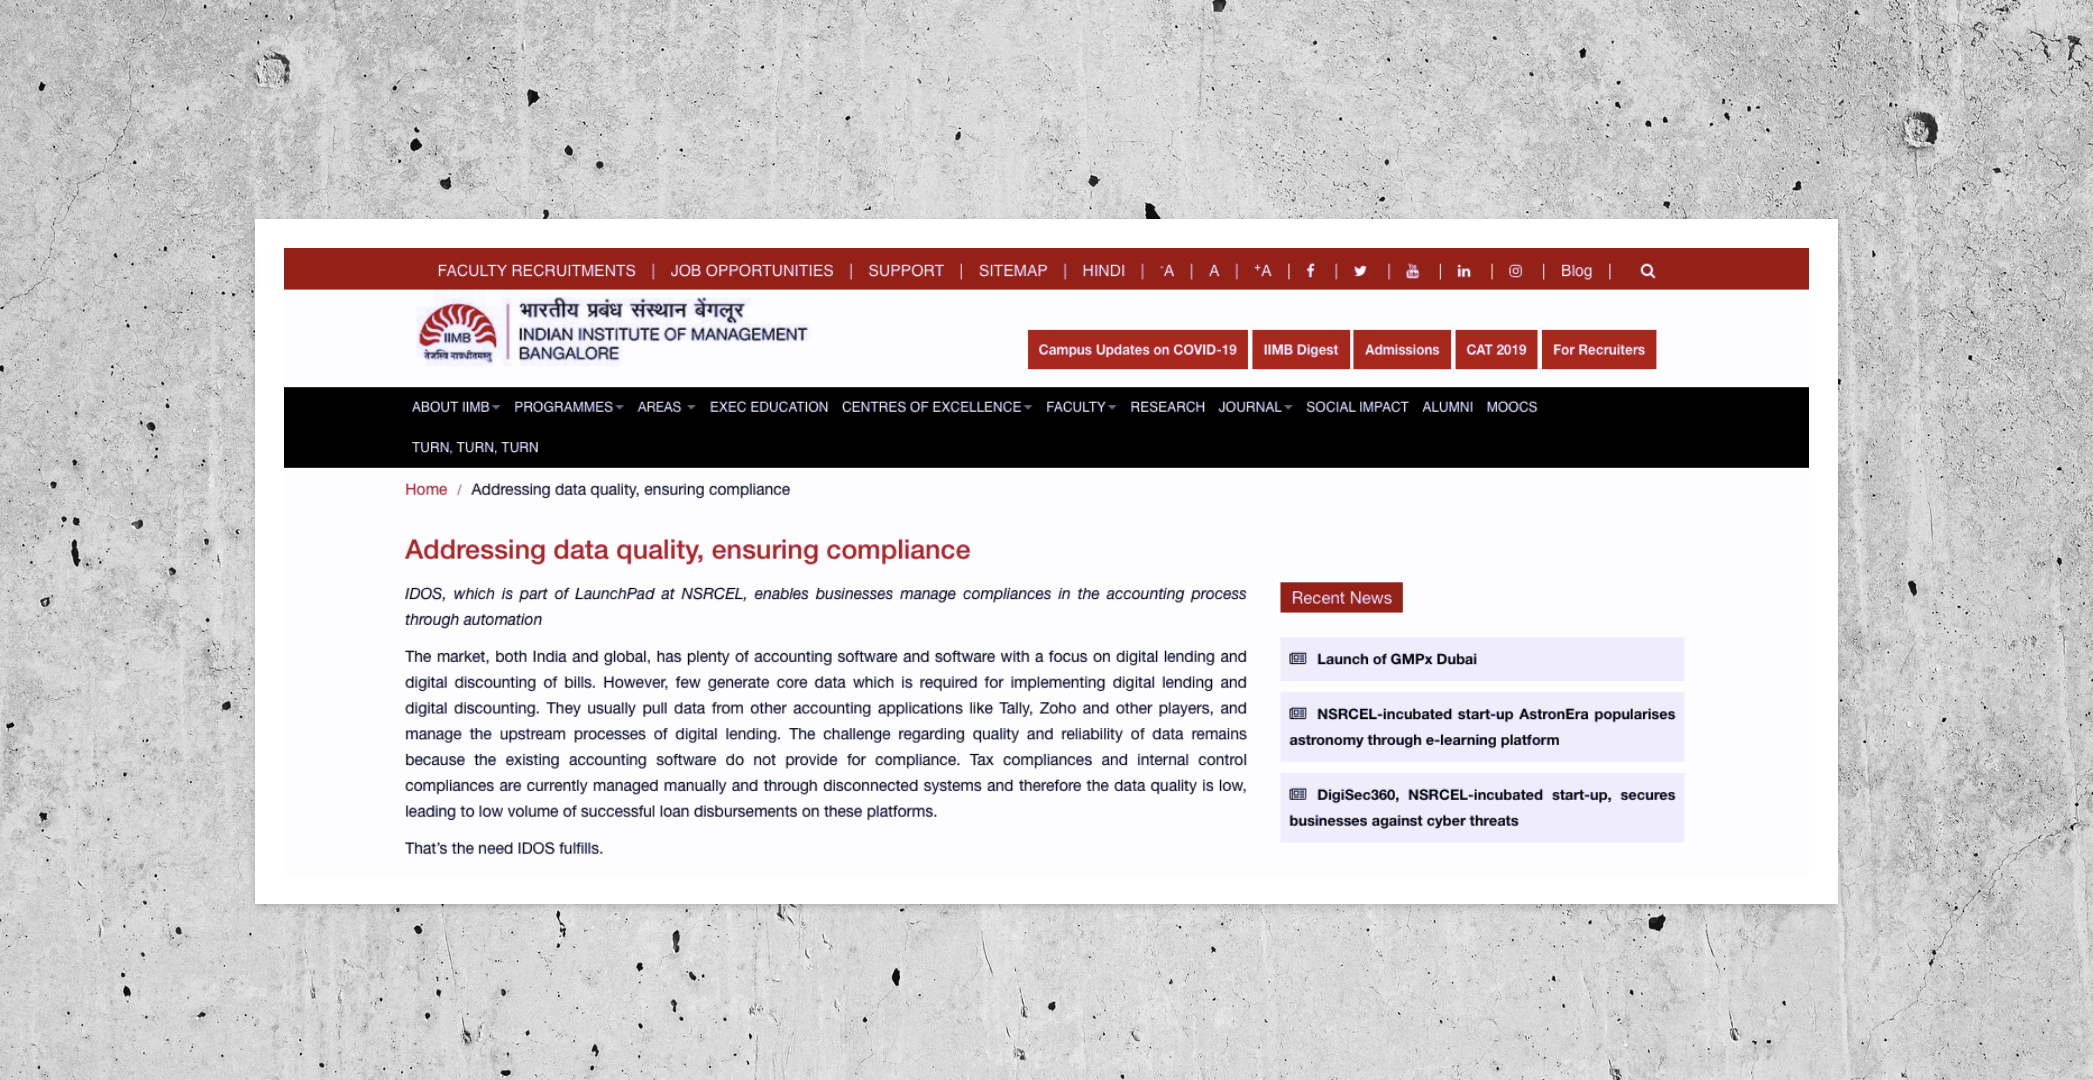 FACULTY RECRUITMENTS | JOB OPPORTUNITIES | SUPPORT | SITEMAP | HINDI | -A | A | +A | | | | | | Blog |
भारतीय प्रबंध संस्थान बेंगलूर
INDIAN INSTITUTE OF MANAGEMENT
BANGALORE
IIMB
तेजस्वि नावधीतमस्तु
Campus Updates on COVID-19 IIMB Digest Admissions CAT 2019 For Recruiters
ABOUT IIMB PROGRAMMES AREAS EXEC EDUCATION CENTRES OF EXCELLENCE FACULTY RESEARCH JOURNAL SOCIAL IMPACT ALUMNI MOOCS
TURN, TURN, TURN
Home / Addressing data quality, ensuring compliance
Addressing data quality, ensuring compliance
IDOS, which is part of LaunchPad at NSRCEL, enables businesses manage compliances in the accounting process
through automation
The market, both India and global, has plenty of accounting software and software with a focus on digital lending and
digital discounting of bills. However, few generate core data which is required for implementing digital lending and
digital discounting. They usually pull data from other accounting applications like Tally, Zoho and other players, and
manage the upstream processes of digital lending. The challenge regarding quality and reliability of data remains
because the existing accounting software do not provide for compliance. Tax compliances and internal control
compliances are currently managed manually and through disconnected systems and therefore the data quality is low,
leading to low volume of successful loan disbursements on these platforms.
That's the need IDOS fulfills.
Recent News
Launch of GMPx Dubai
NSRCEL-incubated start-up AstronEra popularises
astronomy through e-learning platform
DigiSec360, NSRCEL-incubated start-up, secures
businesses against cyber threats